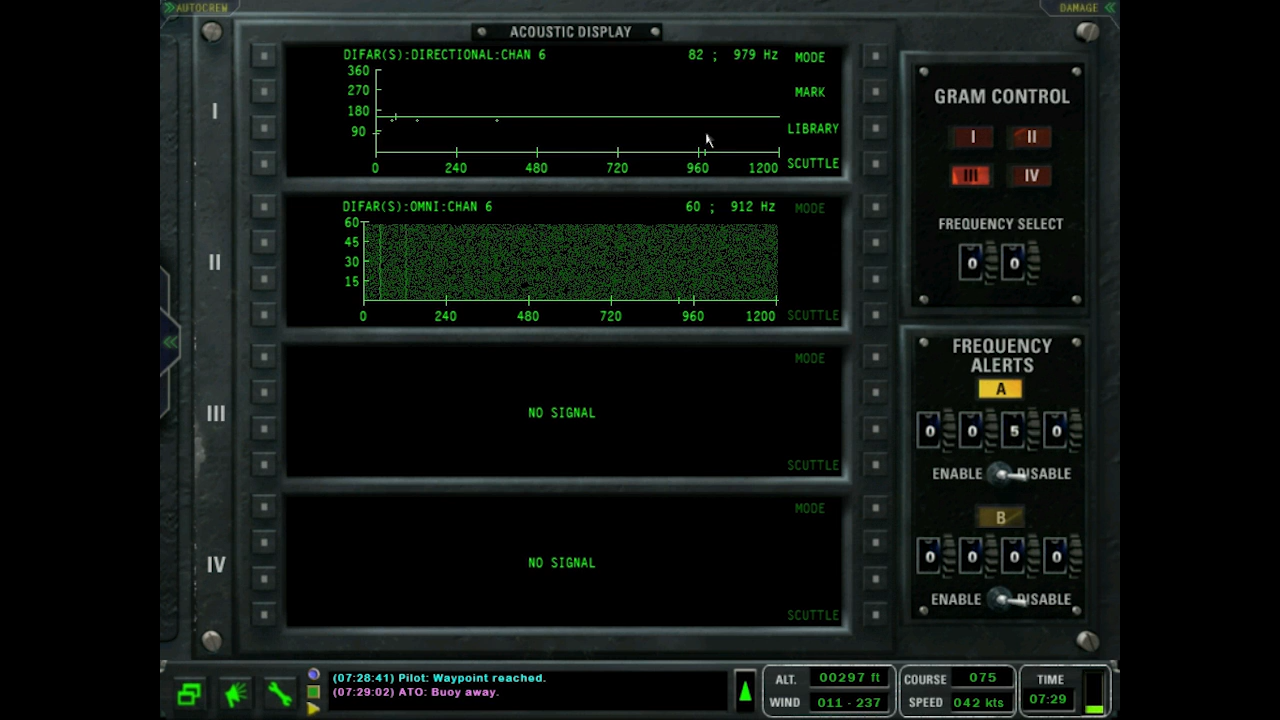 AUTOCREW
DAMAGE
ACOUSTIC DISPLAY
I
DIFAR(S):DIRECTIONAL:CHAN 6 82 ; 979 Hz MODE
360
270 MARK
180
90 LIBRARY
0 240 480 720 960 1200 SCUTTLE
II
DIFAR(S):OMNI:CHAN 6 60 ; 912 Hz MODE
60
45
30
15
0 240 480 720 960 1200 SCUTTLE
III
MODE
NO SIGNAL
SCUTTLE
IV
MODE
NO SIGNAL
SCUTTLE
GRAM CONTROL
I II
III IV
FREQUENCY SELECT
0 0
FREQUENCY
ALERTS
A
0 0 5 0
ENABLE DISABLE
B
0 0 0 0
ENABLE DISABLE
(07:28:41) Pilot: Waypoint reached.
(07:29:02) ATO: Buoy away.
ALT. 00297 ft
WIND 011 - 237
COURSE 075
SPEED 042 kts
TIME
07:29